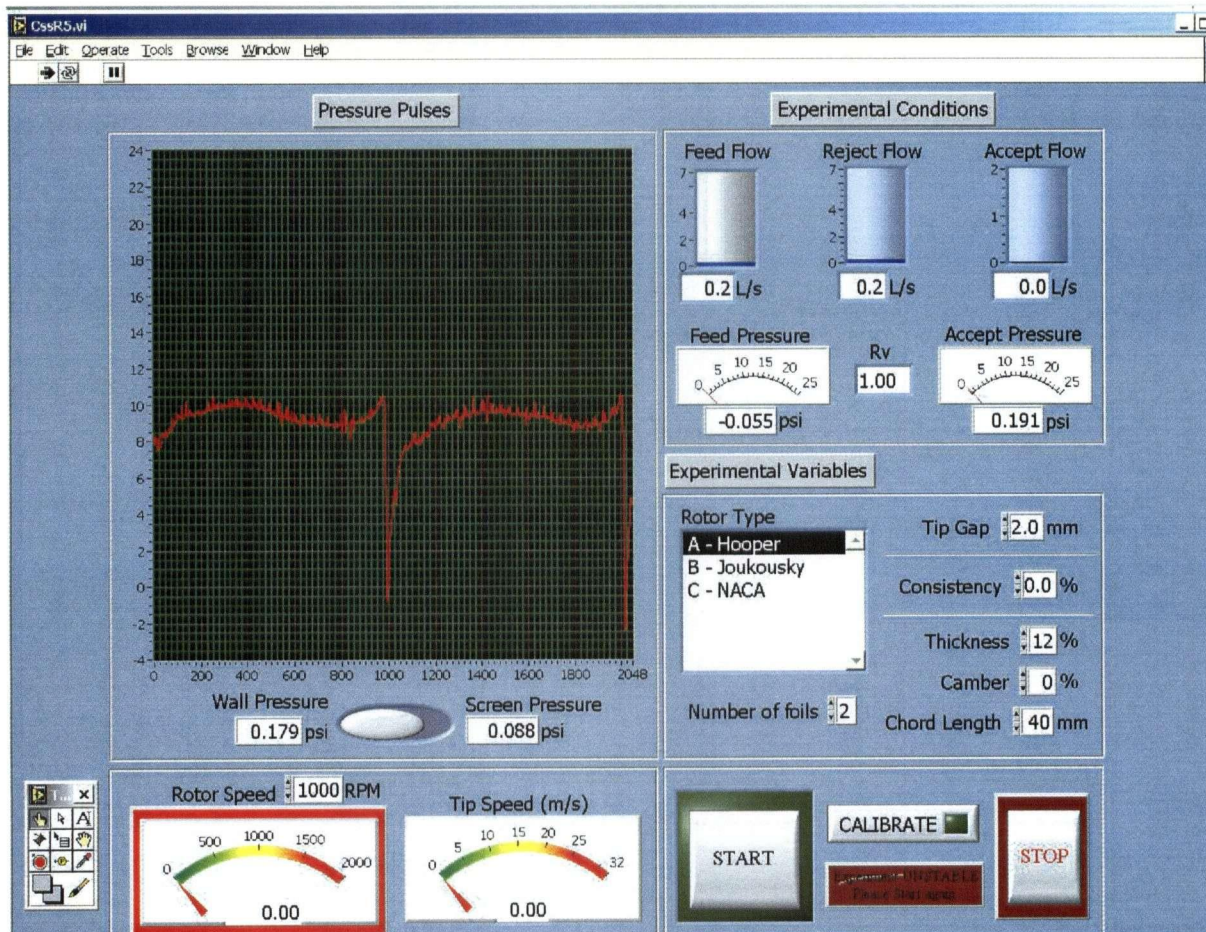 CssR5.vi
File Edit Operate Tools Browse Window Help
Pressure Pulses
24
22
20
18
16
14
12
10
8
6
4
2
0
-2
-4
0 200 400 600 800 1000 1200 1400 1600 1800 2048
Wall Pressure
0.179 psi
Screen Pressure
0.088 psi
Experimental Conditions
Feed Flow
7
4
2
0
0.2 L/s
Reject Flow
7
4
2
0
0.2 L/s
Accept Flow
2
1
0
0.0 L/s
Feed Pressure
0 5 10 15 20 25
-0.055 psi
Rv
1.00
Accept Pressure
0 5 10 15 20 25
0.191 psi
Experimental Variables
Rotor Type
A - Hooper
B - Joukousky
C - NACA
Number of foils 2
Tip Gap 2.0 mm
Consistency 0.0 %
Thickness 12 %
Camber 0 %
Chord Length 40 mm
T...
A
Rotor Speed 1000 RPM
0 500 1000 1500 2000
0.00
Tip Speed (m/s)
0 5 10 15 20 25 32
0.00
START
CALIBRATE
Experiment UNSTABLE
Please Start again
STOP